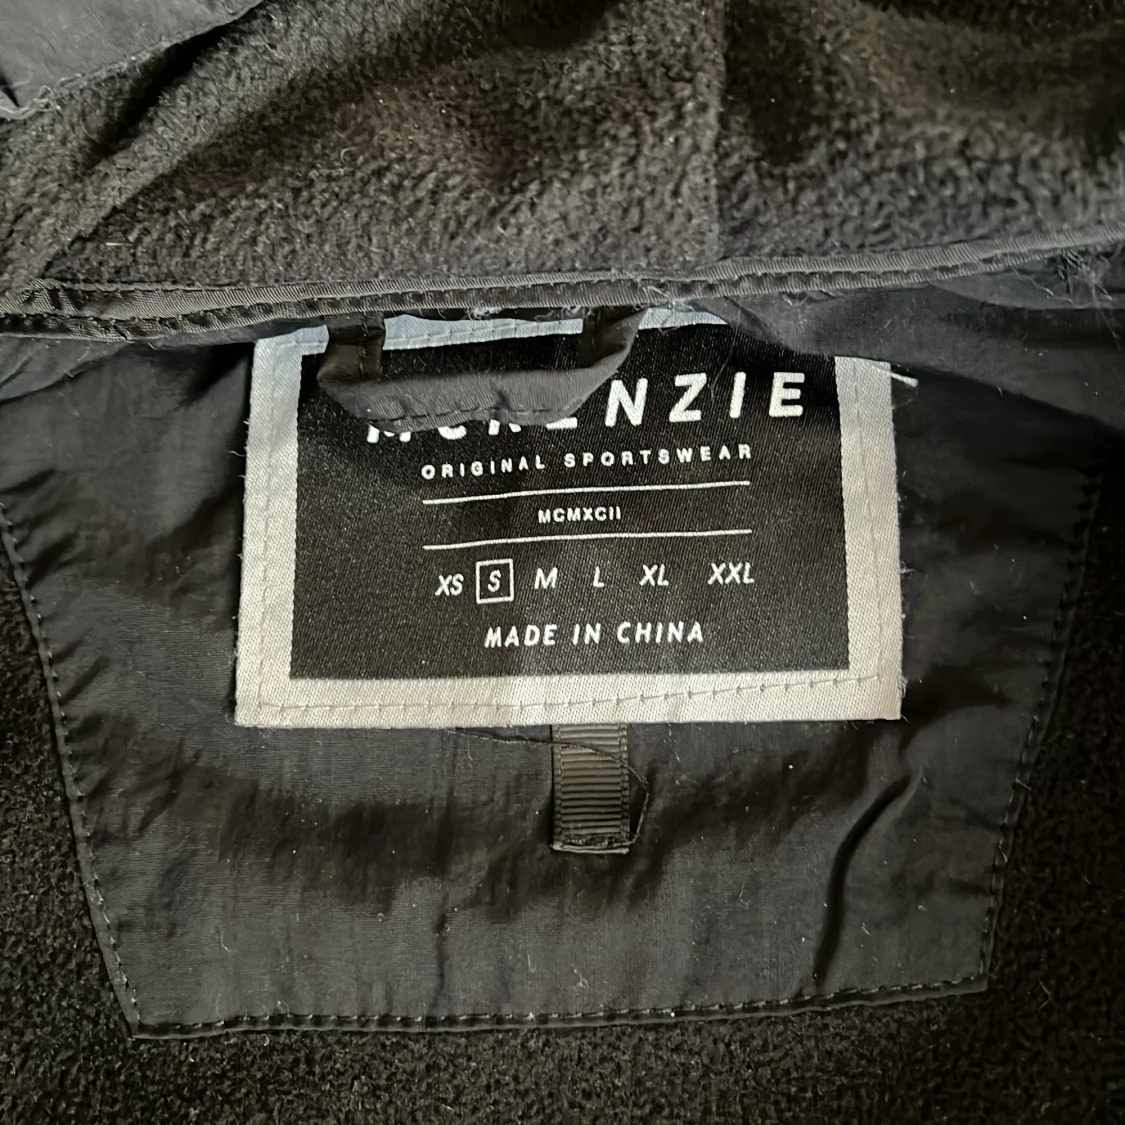 McKENZIE
ORIGINAL SPORTSWEAR
MCMXCII
XS S M L XL XXL
MADE IN CHINA